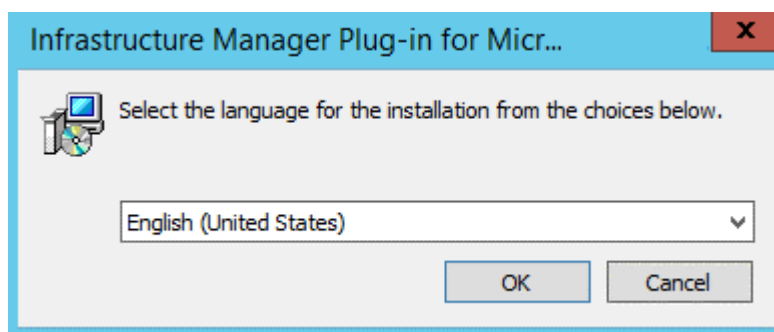 Infrastructure Manager Plug-in for Micr...
x
Select the language for the installation from the choices below.
English (United States)
OK
Cancel